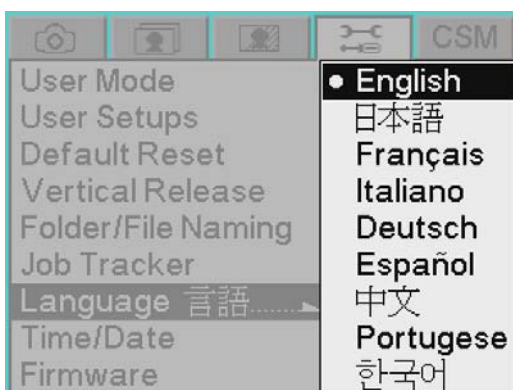 CSM
User Mode
User Setups
Default Reset
Vertical Release
Folder/File Naming
Job Tracker
Language 言語........
Time/Date
Firmware
English
日本語
Français
Italiano
Deutsch
Español
中文
Portugese
한국어